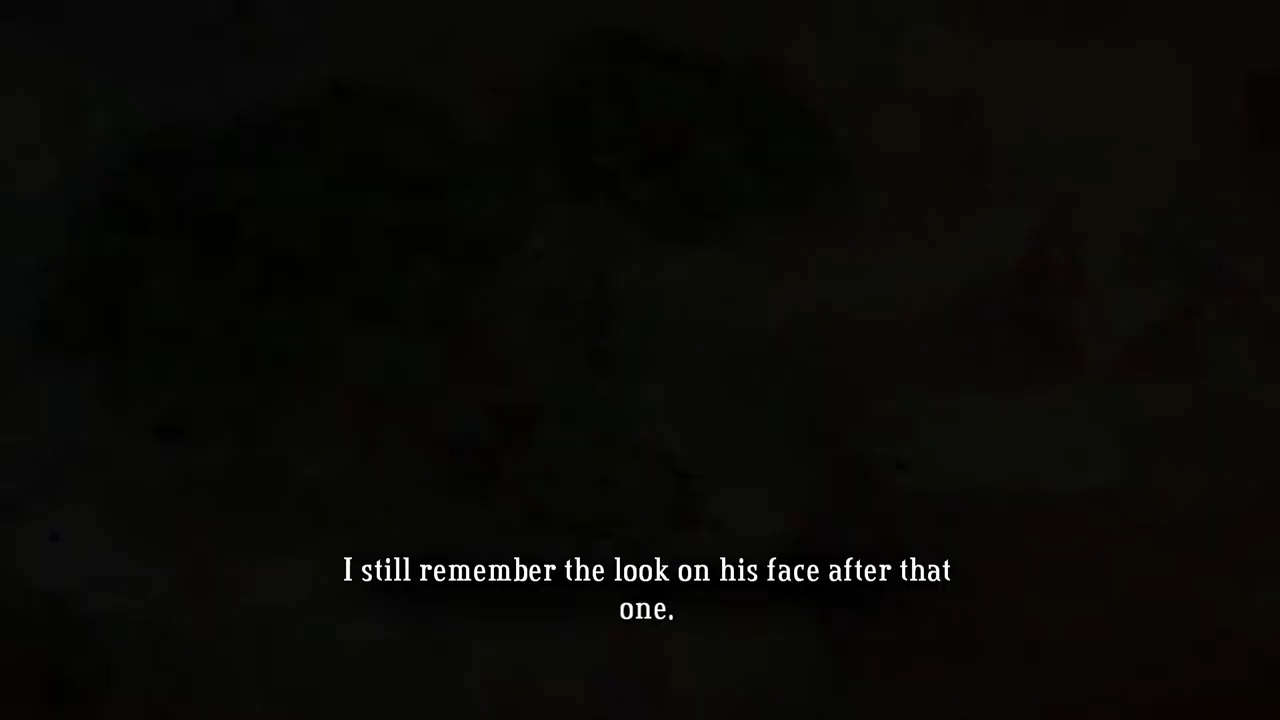 I still remember the look on his face after that
one.